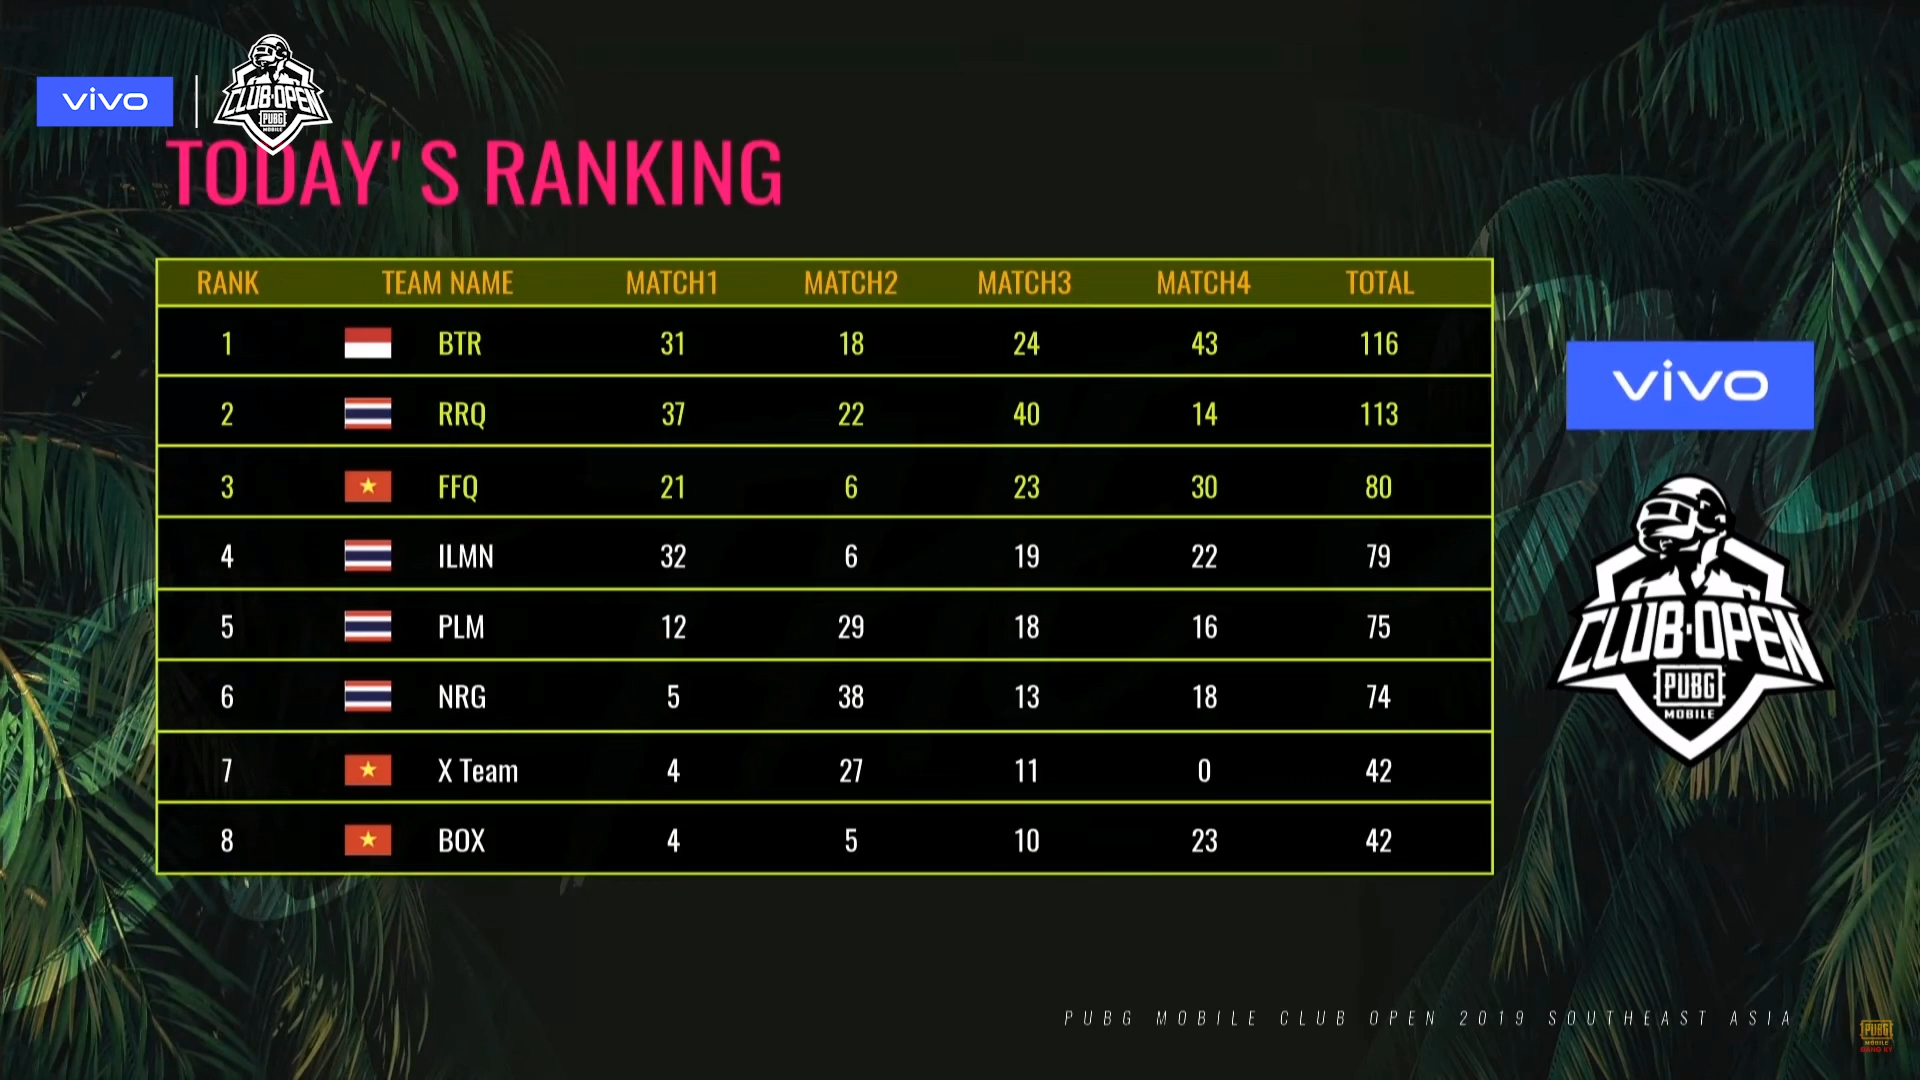 vivo
CLUB·OPEN
PUBG
MOBILE
TODAY'S RANKING
RANK TEAM NAME MATCH1 MATCH2 MATCH3 MATCH4 TOTAL
1 BTR 31 18 24 43 116
2 RRQ 37 22 40 14 113
3 FFQ 21 6 23 30 80
4 ILMN 32 6 19 22 79
5 PLM 12 29 18 16 75
6 NRG 5 38 13 18 74
7 X Team 4 27 11 0 42
8 BOX 4 5 10 23 42
vivo
CLUB·OPEN
PUBG
MOBILE
PUBG MOBILE CLUB OPEN 2019 SOUTHEAST ASIA
PUBG
MOBILE